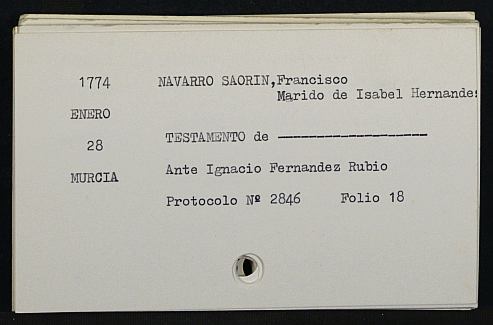 1774 NAVARRO SAORIN,Francisco
Marido de Isabel Hernandez
ENERO
28 TESTAMENTO de -------------------
MURCIA Ante Ignacio Fernandez Rubio
Protocolo Nº 2846 Folio 18